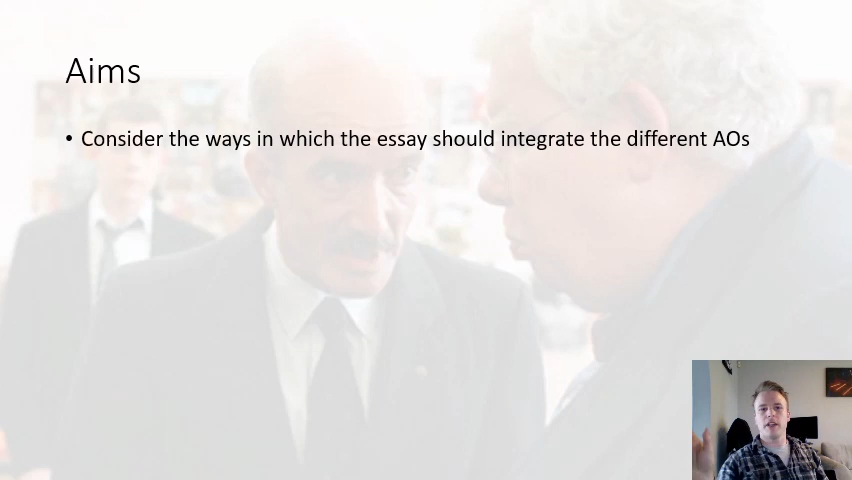 Aims
• Consider the ways in which the essay should integrate the different AOs